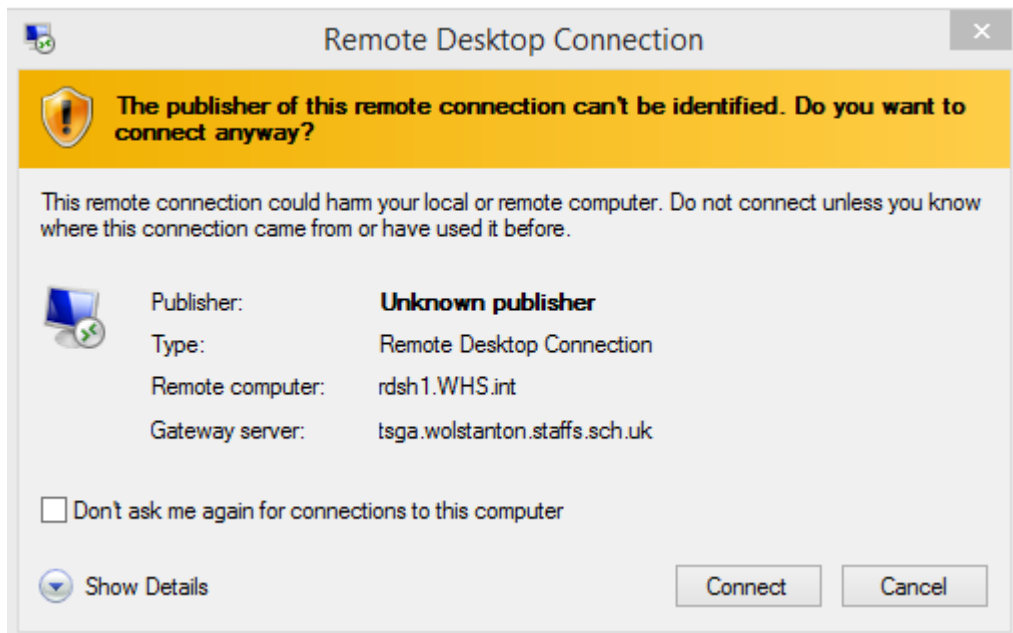 Remote Desktop Connection
The publisher of this remote connection can't be identified. Do you want to
connect anyway?
This remote connection could harm your local or remote computer. Do not connect unless you know
where this connection came from or have used it before.
Publisher: Unknown publisher
Type: Remote Desktop Connection
Remote computer: rdsh1.WHS.int
Gateway server: tsga.wolstanton.staffs.sch.uk
Don't ask me again for connections to this computer
Show Details Connect Cancel